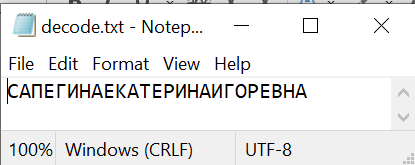 decode.txt - Notep...
File Edit Format View Help
САПЕГИНАЕКАТЕРИНАИГОРЕВНА
100% Windows (CRLF) UTF-8